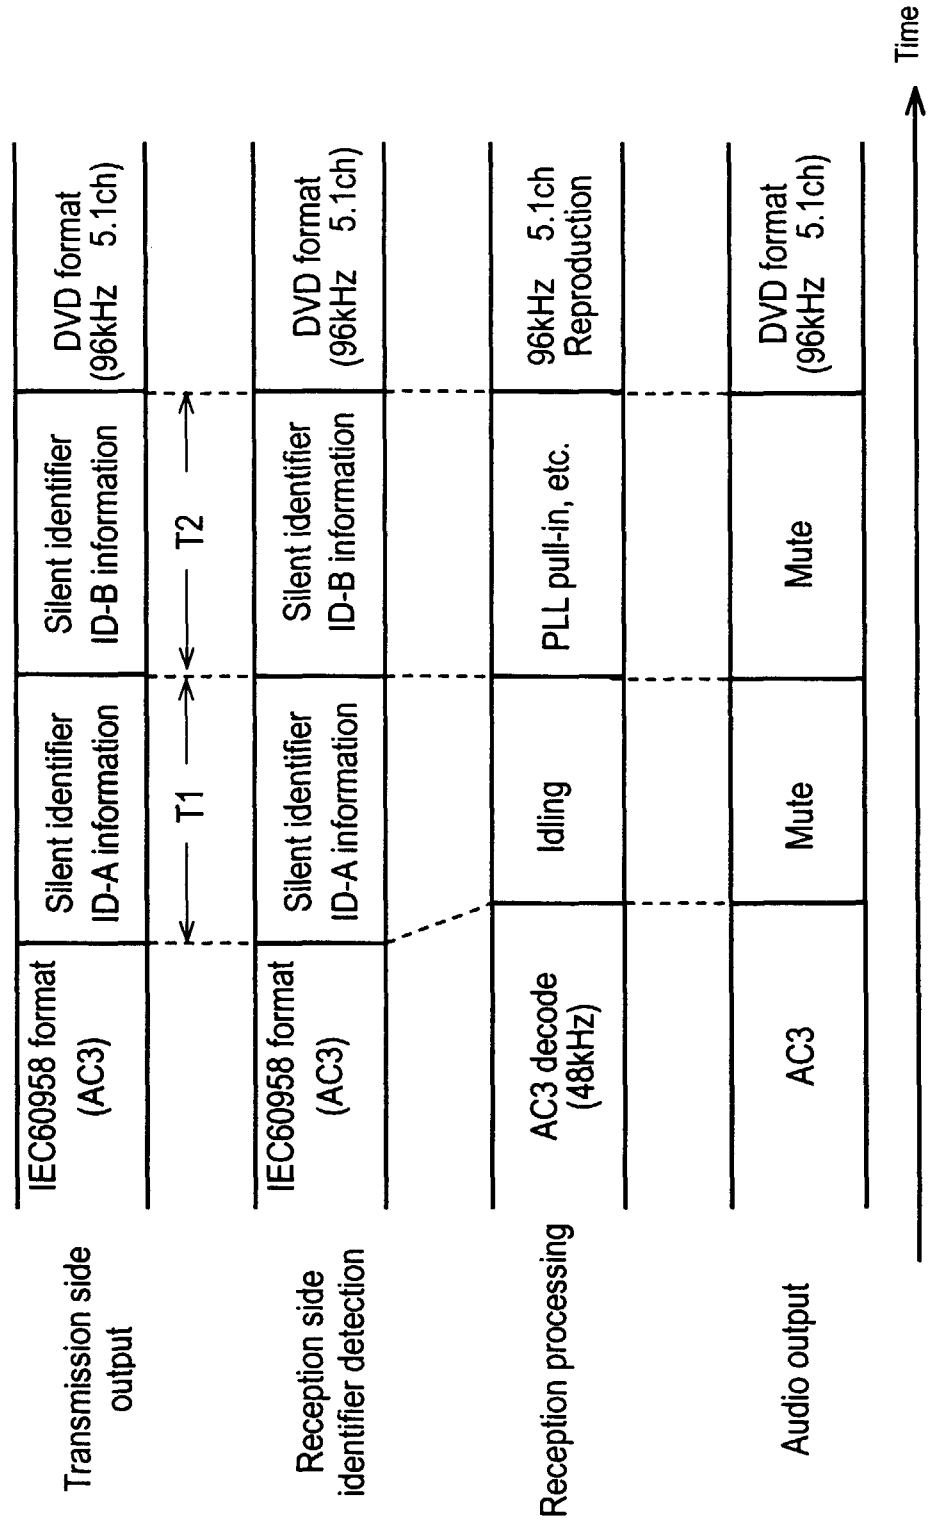 Transmission side
output
IEC60958 format
(AC3)
Silent identifier
ID-A information
Silent identifier
ID-B information
DVD format
(96kHz 5.1ch)
T1
T2
Reception side
identifier detection
IEC60958 format
(AC3)
Silent identifier
ID-A information
Silent identifier
ID-B information
DVD format
(96kHz 5.1ch)
Reception processing
AC3 decode
(48kHz)
Idling
PLL pull-in, etc.
96kHz 5.1ch
Reproduction
Audio output
AC3
Mute
Mute
DVD format
(96kHz 5.1ch)
Time